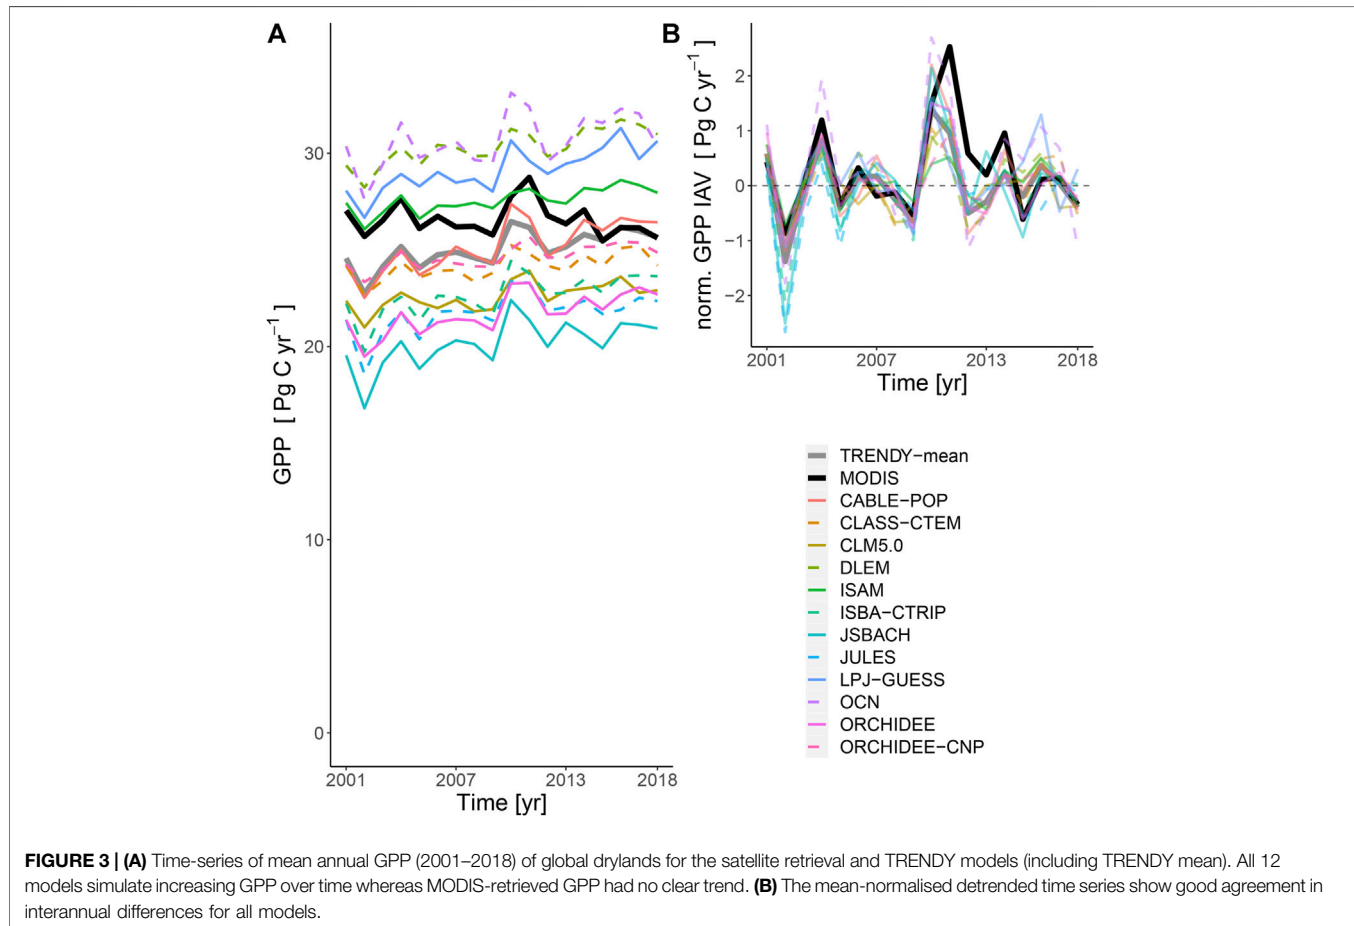 A
GPP [ Pg C yr⁻¹ ]
30
20
10
0
2001
2007
2013
2018
Time [yr]
B
norm. GPP IAV [ Pg C yr⁻¹ ]
2
1
0
−1
−2
2001
2007
2013
2018
Time [yr]
TRENDY−mean
MODIS
CABLE−POP
CLASS−CTEM
CLM5.0
DLEM
ISAM
ISBA−CTRIP
JSBACH
JULES
LPJ−GUESS
OCN
ORCHIDEE
ORCHIDEE−CNP
FIGURE 3 | (A) Time-series of mean annual GPP (2001–2018) of global drylands for the satellite retrieval and TRENDY models (including TRENDY mean). All 12
models simulate increasing GPP over time whereas MODIS-retrieved GPP had no clear trend. (B) The mean-normalised detrended time series show good agreement in
interannual differences for all models.